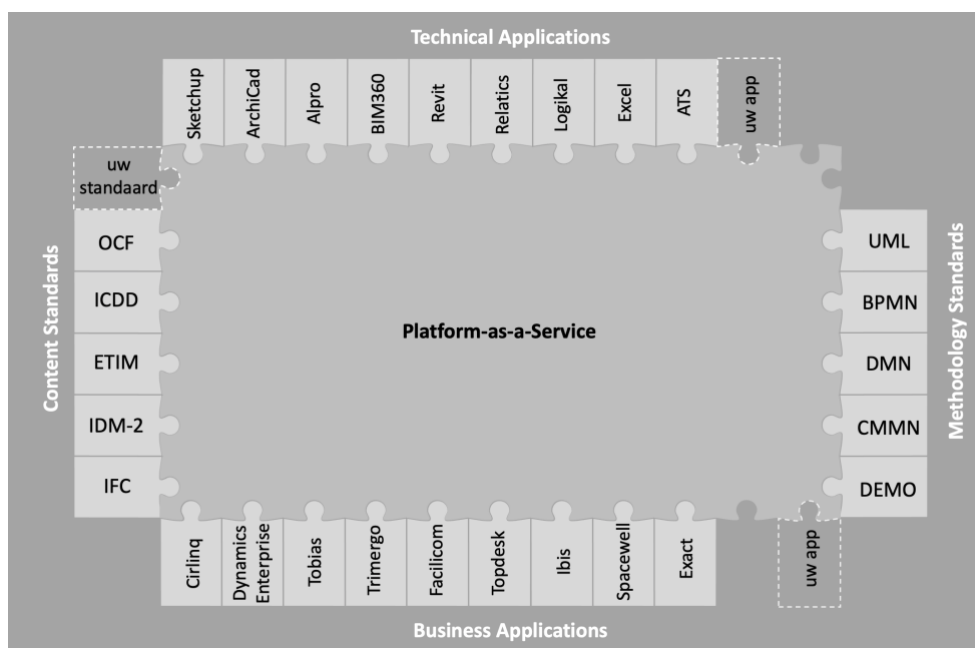 Technical Applications
Sketchup
ArchiCad
Alpro
BIM360
Revit
Relatics
Logikal
Excel
ATS
uw app
uw
standaard
OCF
ICDD
ETIM
IDM-2
IFC
Content Standards
Platform-as-a-Service
UML
BPMN
DMN
CMMN
DEMO
Methodology Standards
Cirlinq
Dynamics
Enterprise
Tobias
Trimergo
Facilicom
Topdesk
Ibis
Spacewell
Exact
uw app
Business Applications